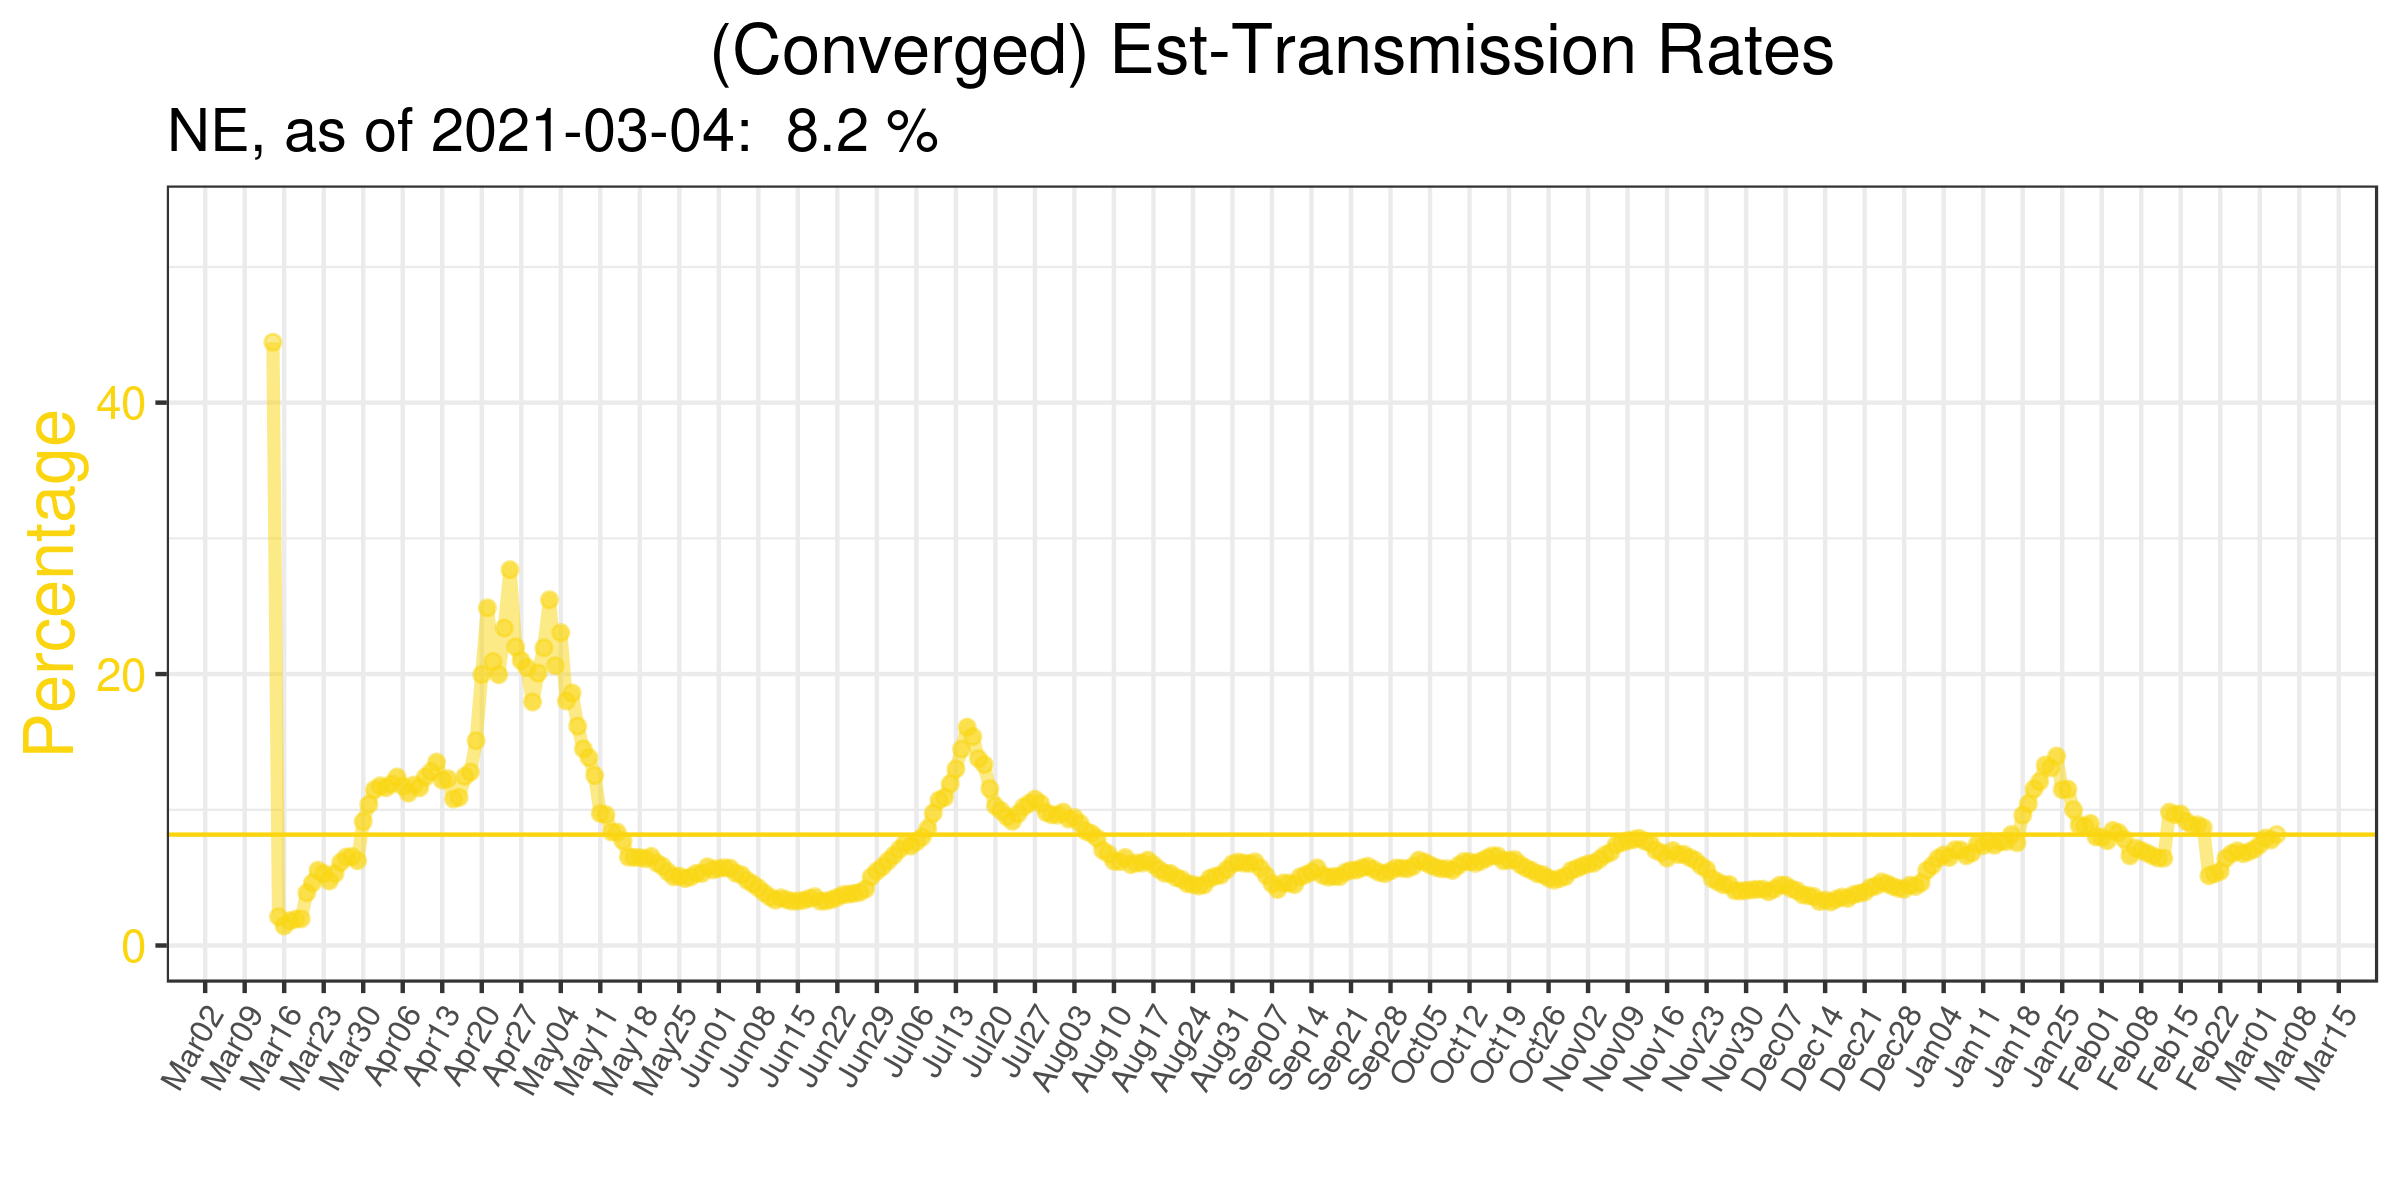 (Converged) Est-Transmission Rates
NE, as of 2021-03-04:  8.2 %
Percentage
40
20
0
Mar02
Mar09
Mar16
Mar23
Mar30
Apr06
Apr13
Apr20
Apr27
May04
May11
May18
May25
Jun01
Jun08
Jun15
Jun22
Jun29
Jul06
Jul13
Jul20
Jul27
Aug03
Aug10
Aug17
Aug24
Aug31
Sep07
Sep14
Sep21
Sep28
Oct05
Oct12
Oct19
Oct26
Nov02
Nov09
Nov16
Nov23
Nov30
Dec07
Dec14
Dec21
Dec28
Jan04
Jan11
Jan18
Jan25
Feb01
Feb08
Feb15
Feb22
Mar01
Mar08
Mar15